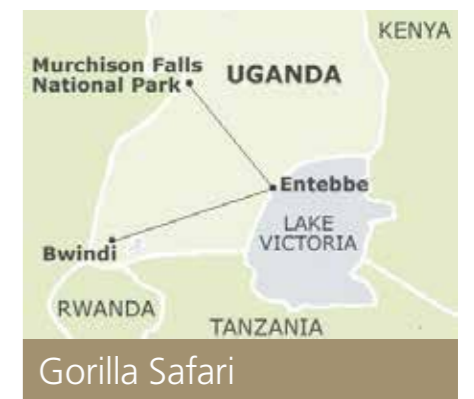 KENYA
Murchison Falls
National Park
UGANDA
Entebbe
LAKE
VICTORIA
Bwindi
RWANDA
TANZANIA
Gorilla Safari